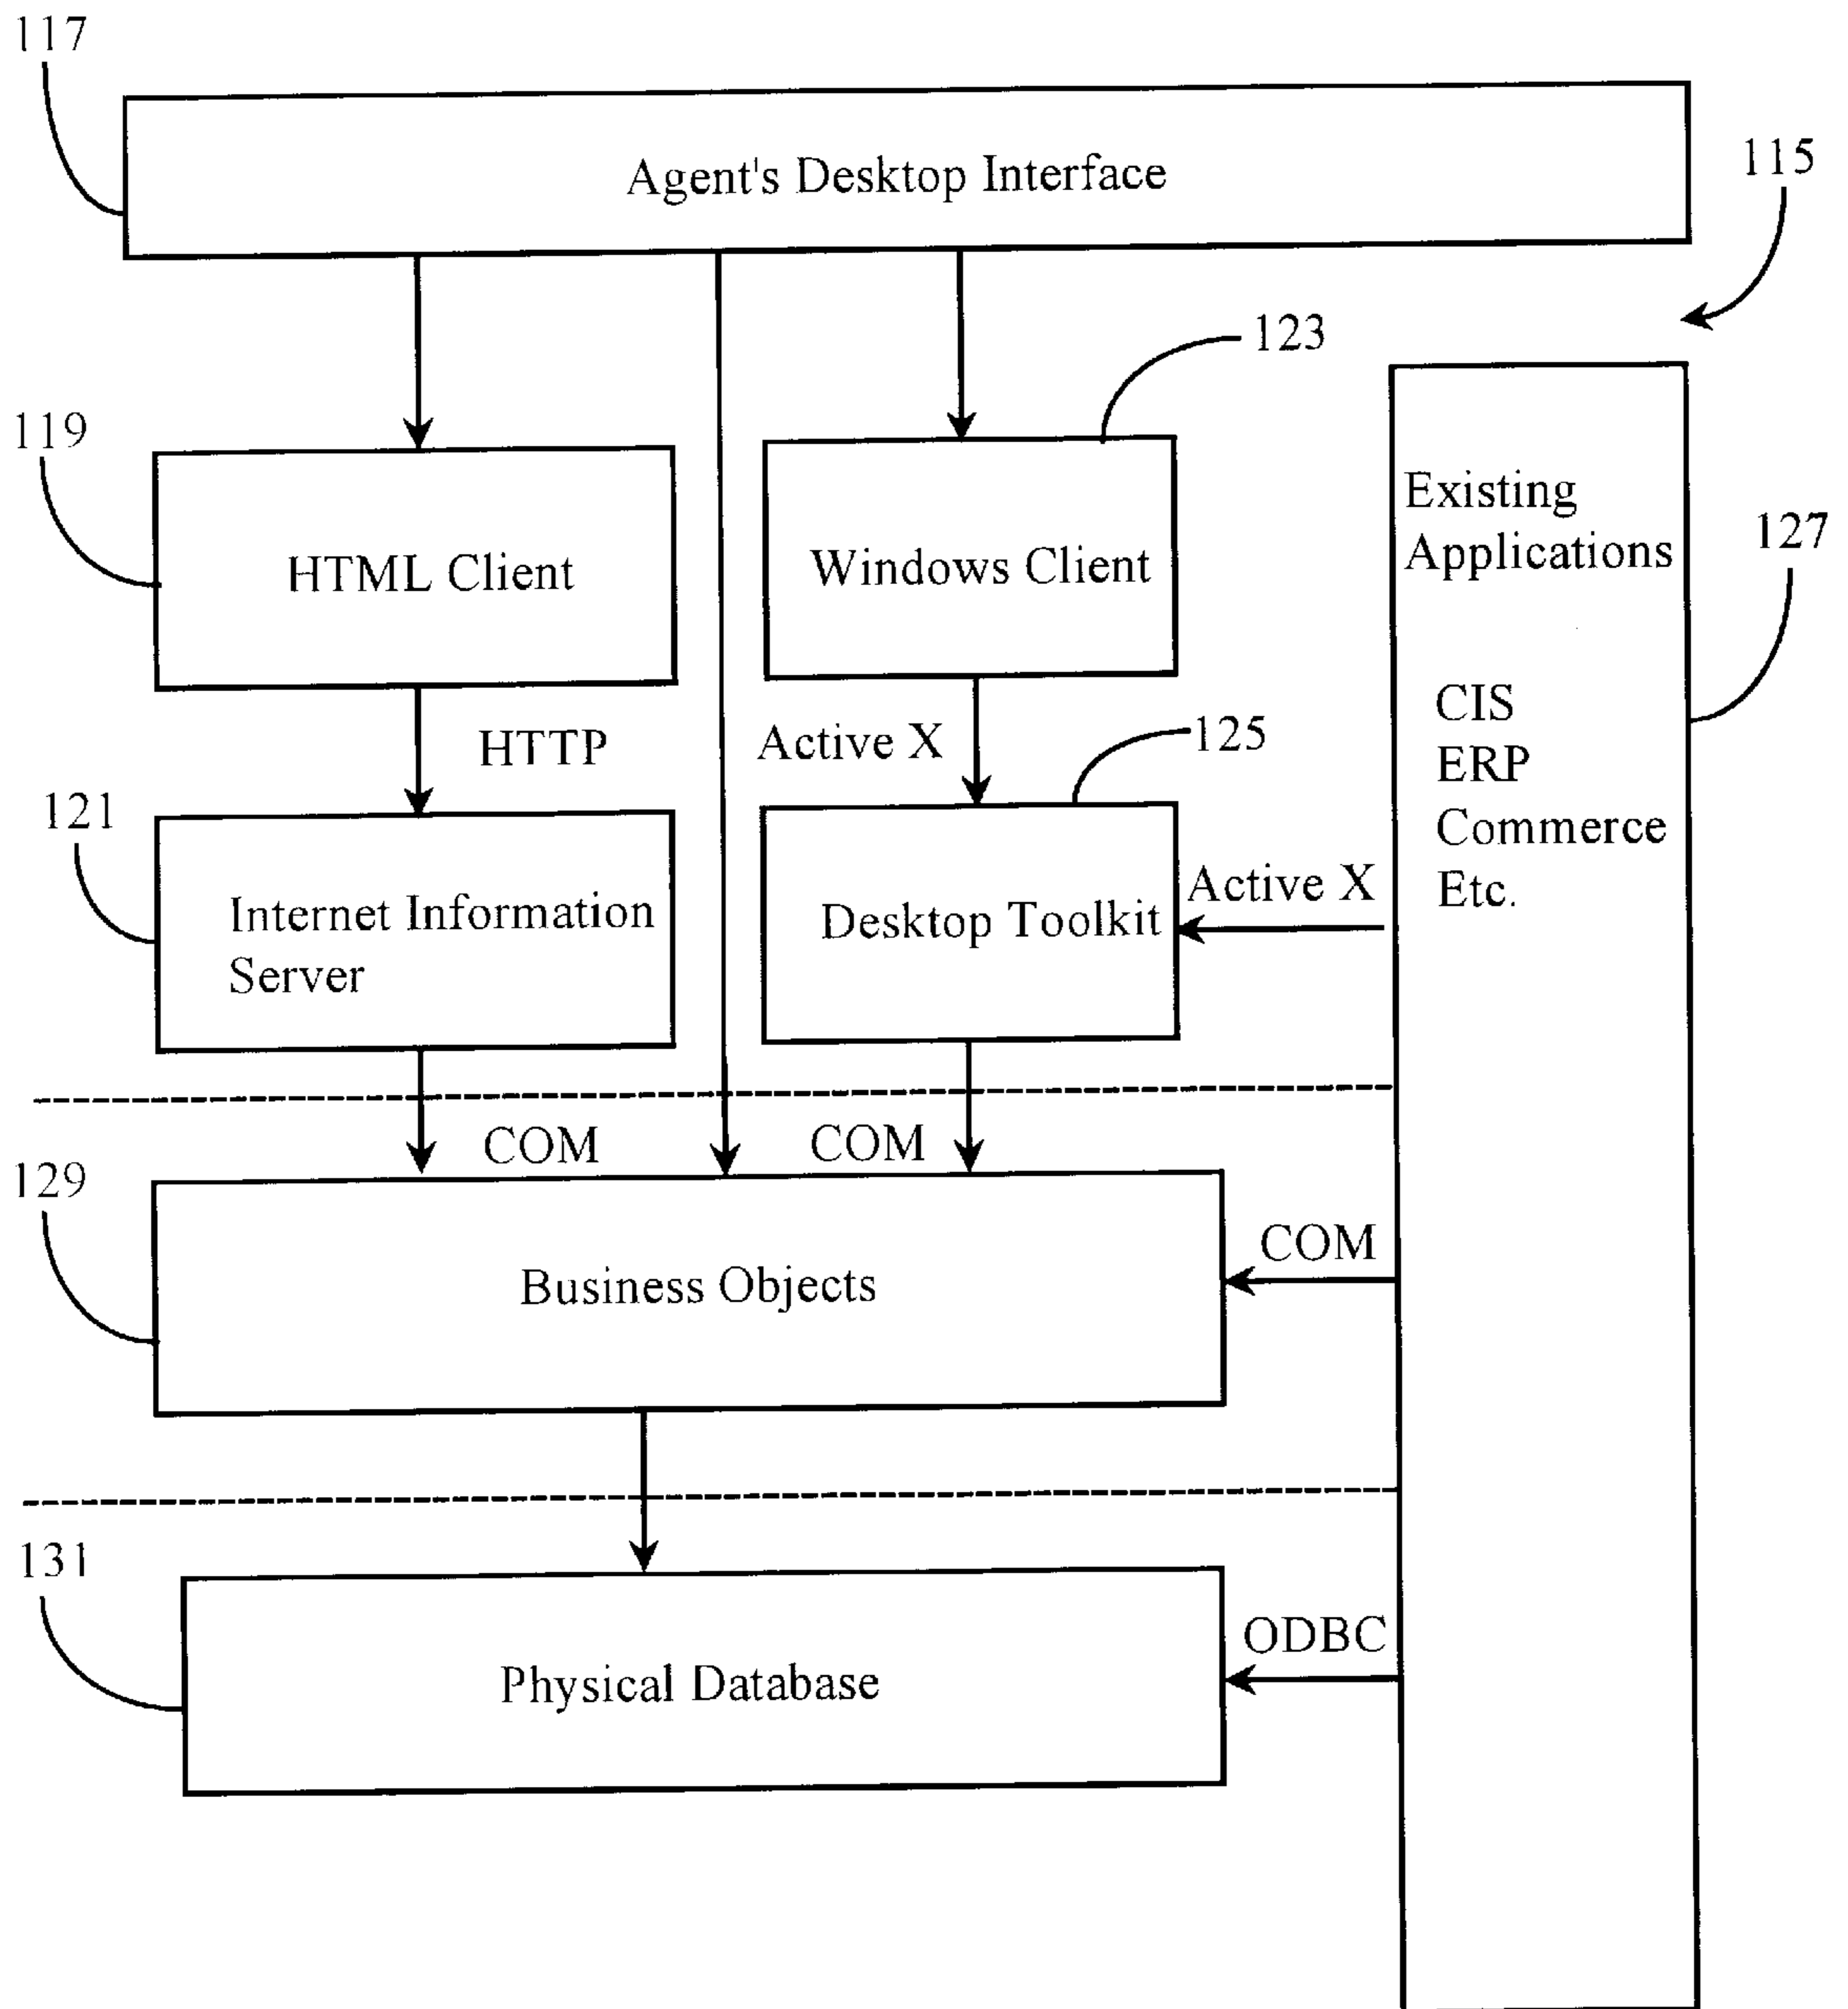 117
Agent's Desktop Interface
115
123
119
HTML Client
Windows Client
Existing
Applications
127
CIS
ERP
Commerce
Etc.
HTTP
Active X
125
121
Internet Information
Server
Desktop Toolkit
Active X
COM
COM
129
Business Objects
COM
131
Physical Database
ODBC